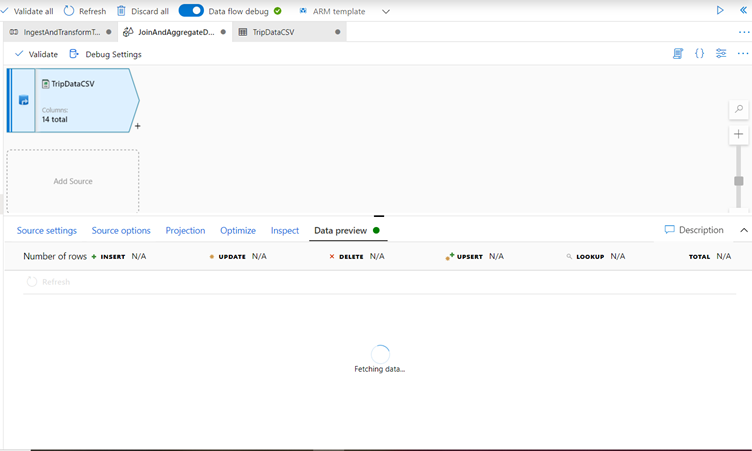 Validate all Refresh Discard all Data flow debug ARM template
IngestAndTransformT... JoinAndAggregateD... TripDataCSV
Validate Debug Settings
TripDataCSV
Columns:
14 total
+
Add Source
Source settings Source options Projection Optimize Inspect Data preview Description
Number of rows + INSERT N/A * UPDATE N/A × DELETE N/A UPSERT N/A LOOKUP N/A TOTAL N/A
Refresh
Fetching data...